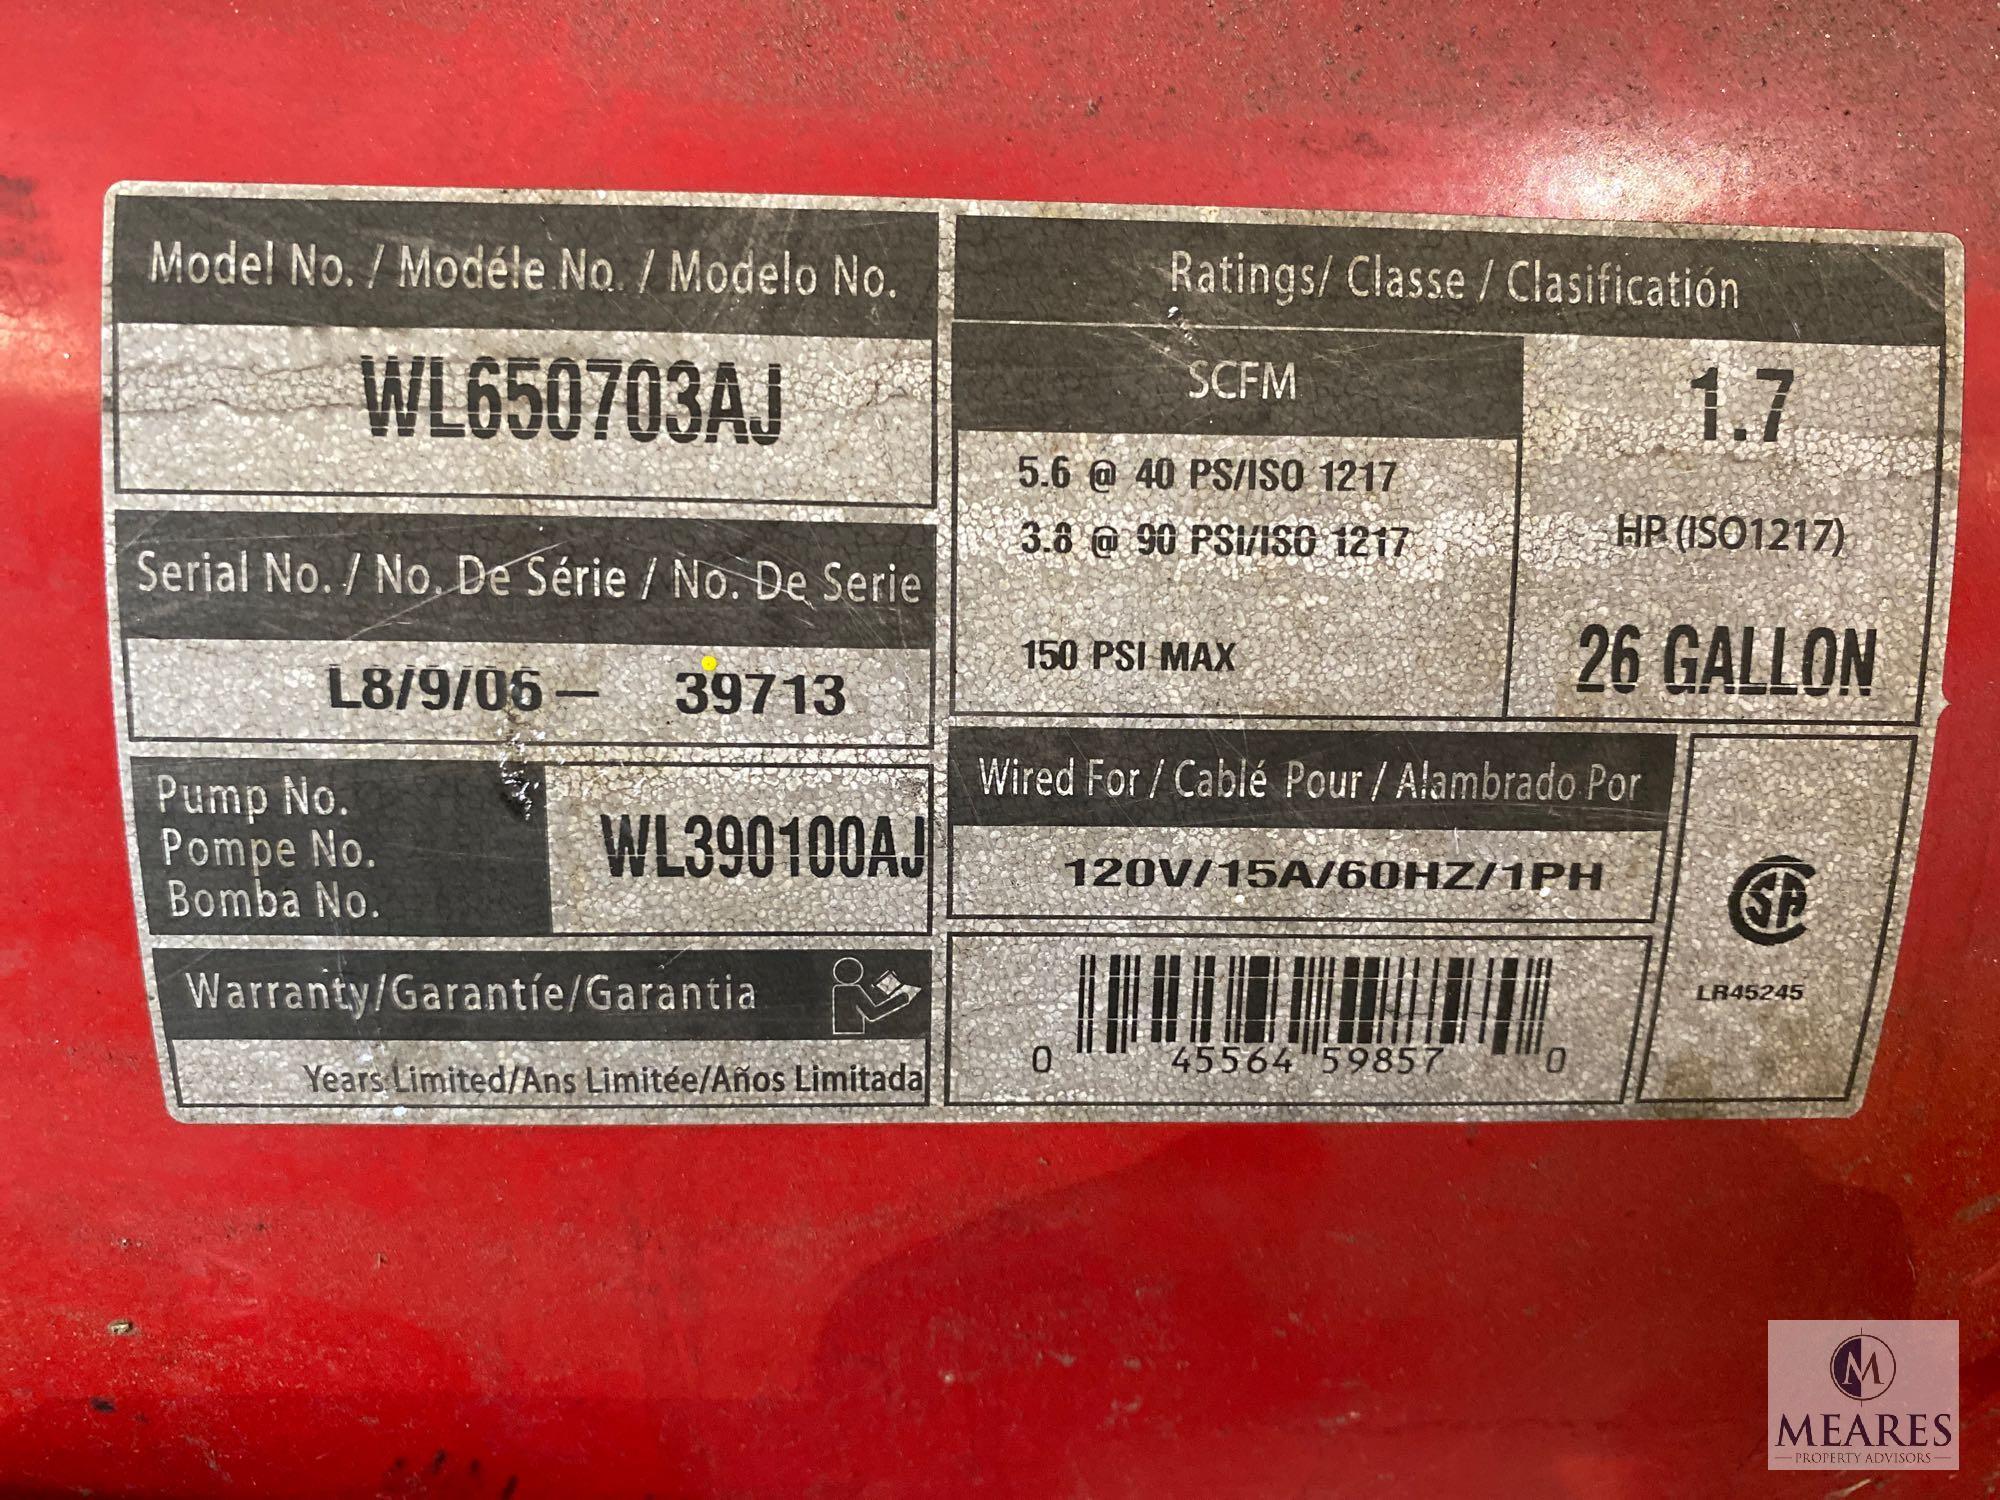 Model No. / Modéle No. / Modelo No.
WL650703AJ
Serial No. / No. De Série / No. De Serie
L8/9/06 - 39713
Pump No.
Pompe No.
Bomba No.
WL390100AJ
Warranty/Garantíe/Garantia
Years Limited/Ans Limitée/Años Limitada
Ratings/ Classe / Clasificatión
SCFM
5.6 @ 40 PS/ISO 1217
3.8 @ 90 PSI/ISO 1217
150 PSI MAX
1.7
HP (ISO1217)
26 GALLON
Wired For / Cablé Pour / Alambrado Por
120V/15A/60HZ/1PH
0 45564 59857 0
SA
LR45245
M
MEARES
PROPERTY ADVISORS